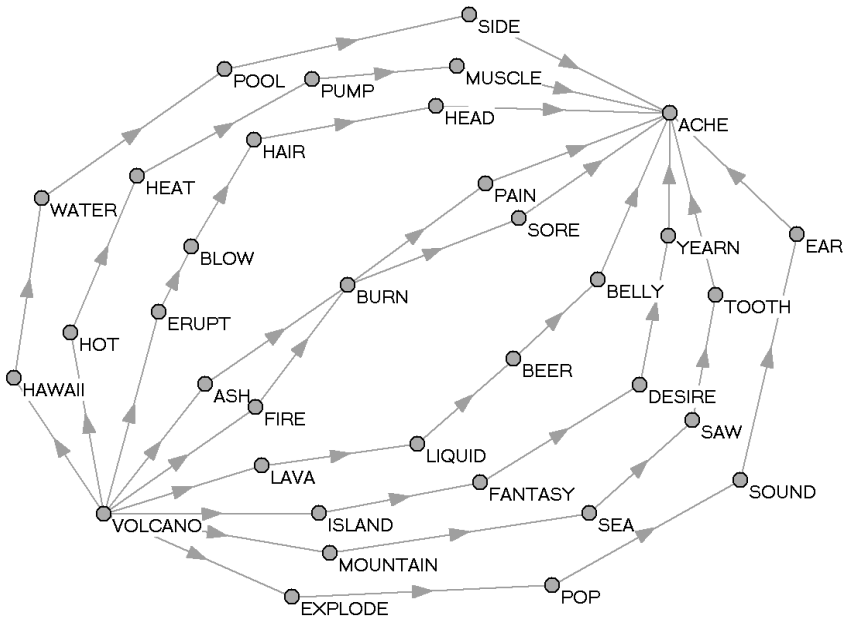 SIDE
POOL
MUSCLE
PUMP
HEAD
ACHE
HAIR
HEAT
PAIN
WATER
SORE
YEARN
EAR
BLOW
BELLY
BURN
TOOTH
ERUPT
HOT
BEER
HAWAII
ASH
DESIRE
FIRE
SAW
LIQUID
LAVA
FANTASY
SOUND
VOLCANO
ISLAND
SEA
MOUNTAIN
POP
EXPLODE